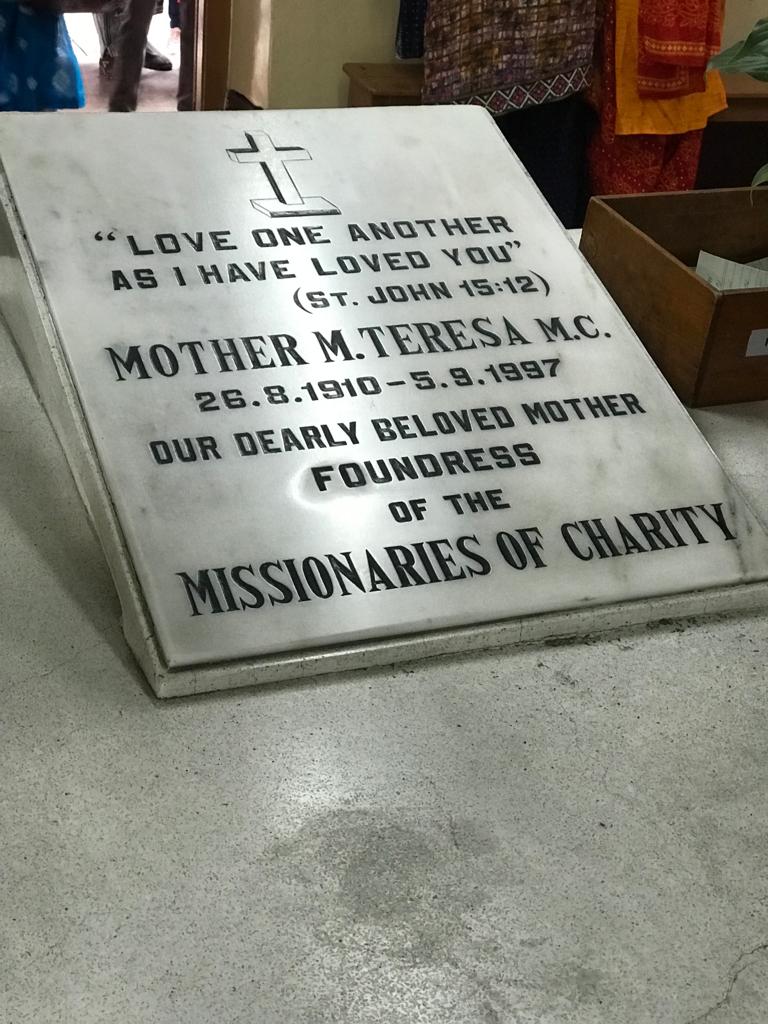 “LOVE ONE ANOTHER
AS I HAVE LOVED YOU”
(ST. JOHN 15:12)
MOTHER M.TERESA M.C.
26.8.1910–5.9.1997
OUR DEARLY BELOVED MOTHER
FOUNDRESS
OF THE
MISSIONARIES OF CHARITY